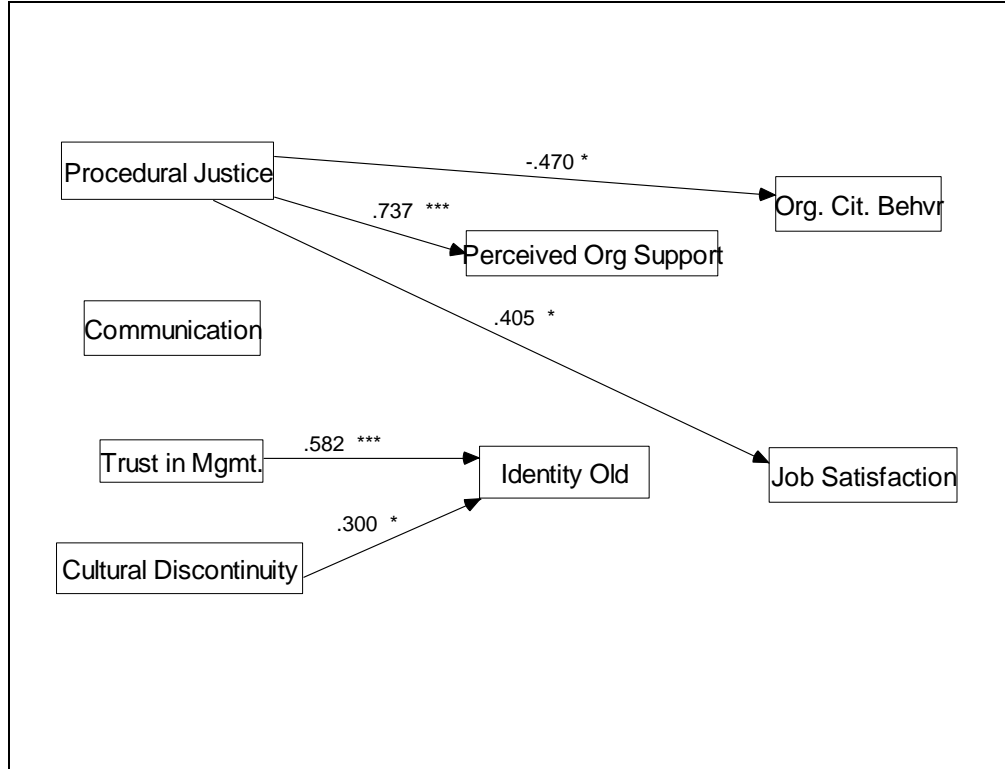 Procedural Justice
-.470 *
Org. Cit. Behvr
.737 ***
Perceived Org Support
Communication
.405 *
Trust in Mgmt.
.582 ***
Identity Old
Job Satisfaction
.300 *
Cultural Discontinuity